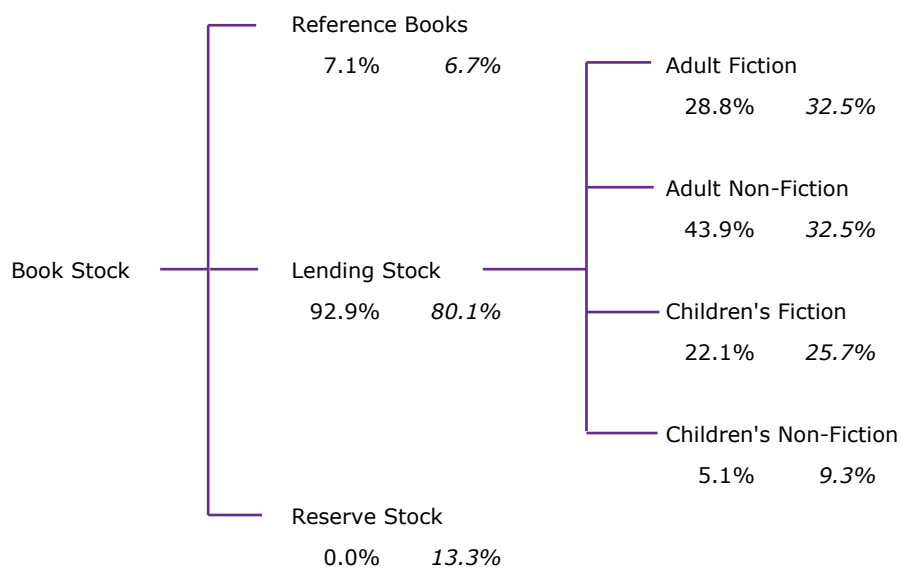 Reference Books
7.1% 6.7%
Adult Fiction
28.8% 32.5%
Adult Non-Fiction
43.9% 32.5%
Book Stock
Lending Stock
92.9% 80.1%
Children's Fiction
22.1% 25.7%
Children's Non-Fiction
5.1% 9.3%
Reserve Stock
0.0% 13.3%